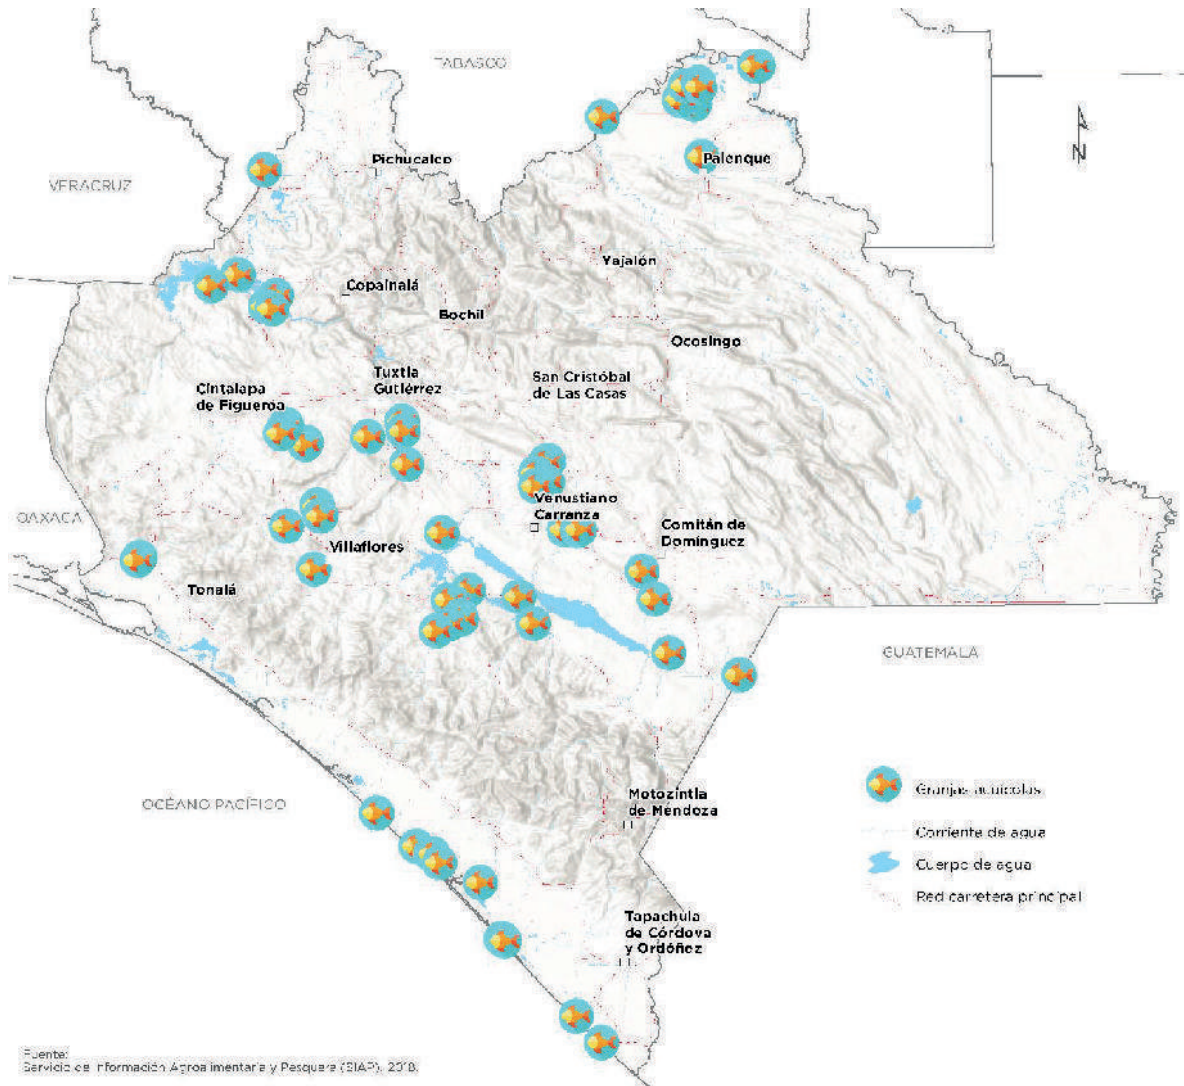 TABASCO
Pichucalco
Palenque
VERACRUZ
N
Yajalón
Copainalá
Bochil
Ocosingo
Tuxtla
Gutiérrez
San Cristóbal
de Las Casas
Cintalapa
de Figueroa
Venustiano
Carranza
OAXACA
Comitán de
Domínguez
Villaflores
Tonalá
GUATEMALA
OCÉANO PACÍFICO
Motozintla
de Mendoza
Granjas acuícolas
Corriente de agua
Cuerpo de agua
Red carretera principal
Tapachula
de Córdova
y Ordóñez
Fuente:
Servicio de Información Agroalimentaria y Pesquera (SIAP), 2018.